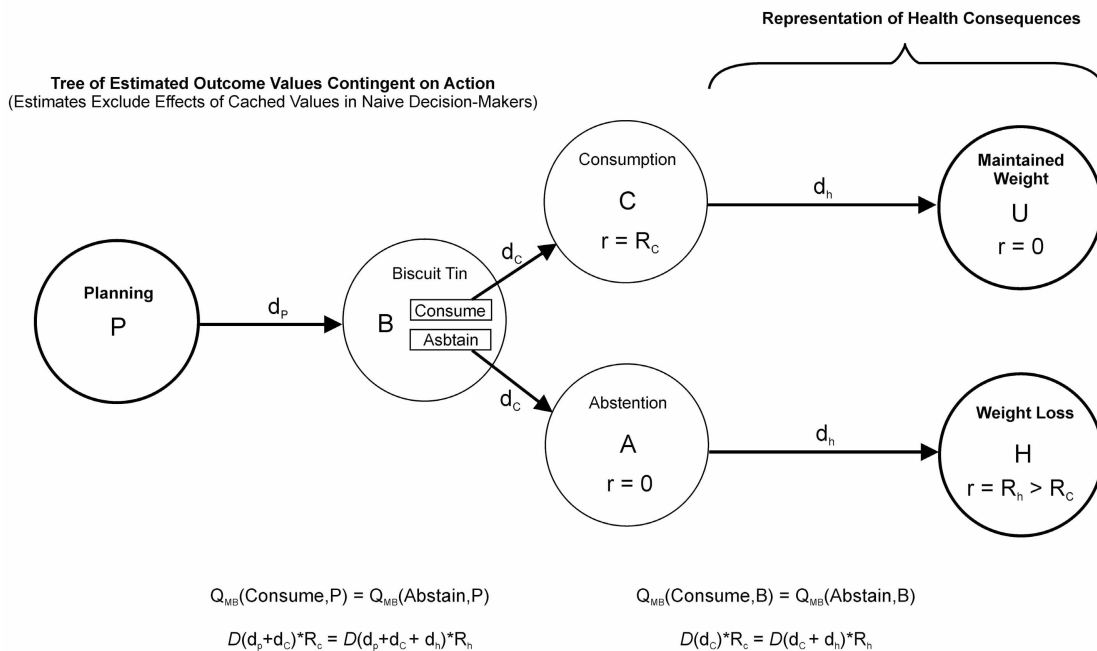 Representation of Health Consequences
Tree of Estimated Outcome Values Contingent on Action
(Estimates Exclude Effects of Cached Values in Naive Decision-Makers)
Planning
P
d_P
Biscuit Tin
B
Consume
Asbtain
d_C
d_C
Consumption
C
r = R_C
d_h
Maintained
Weight
U
r = 0
Abstention
A
r = 0
d_h
Weight Loss
H
r = R_h > R_C
Q_MB(Consume,P) = Q_MB(Abstain,P)
D(d_p+d_C)*R_c = D(d_p+d_C + d_h)*R_h
Q_MB(Consume,B) = Q_MB(Abstain,B)
D(d_C)*R_c = D(d_C + d_h)*R_h